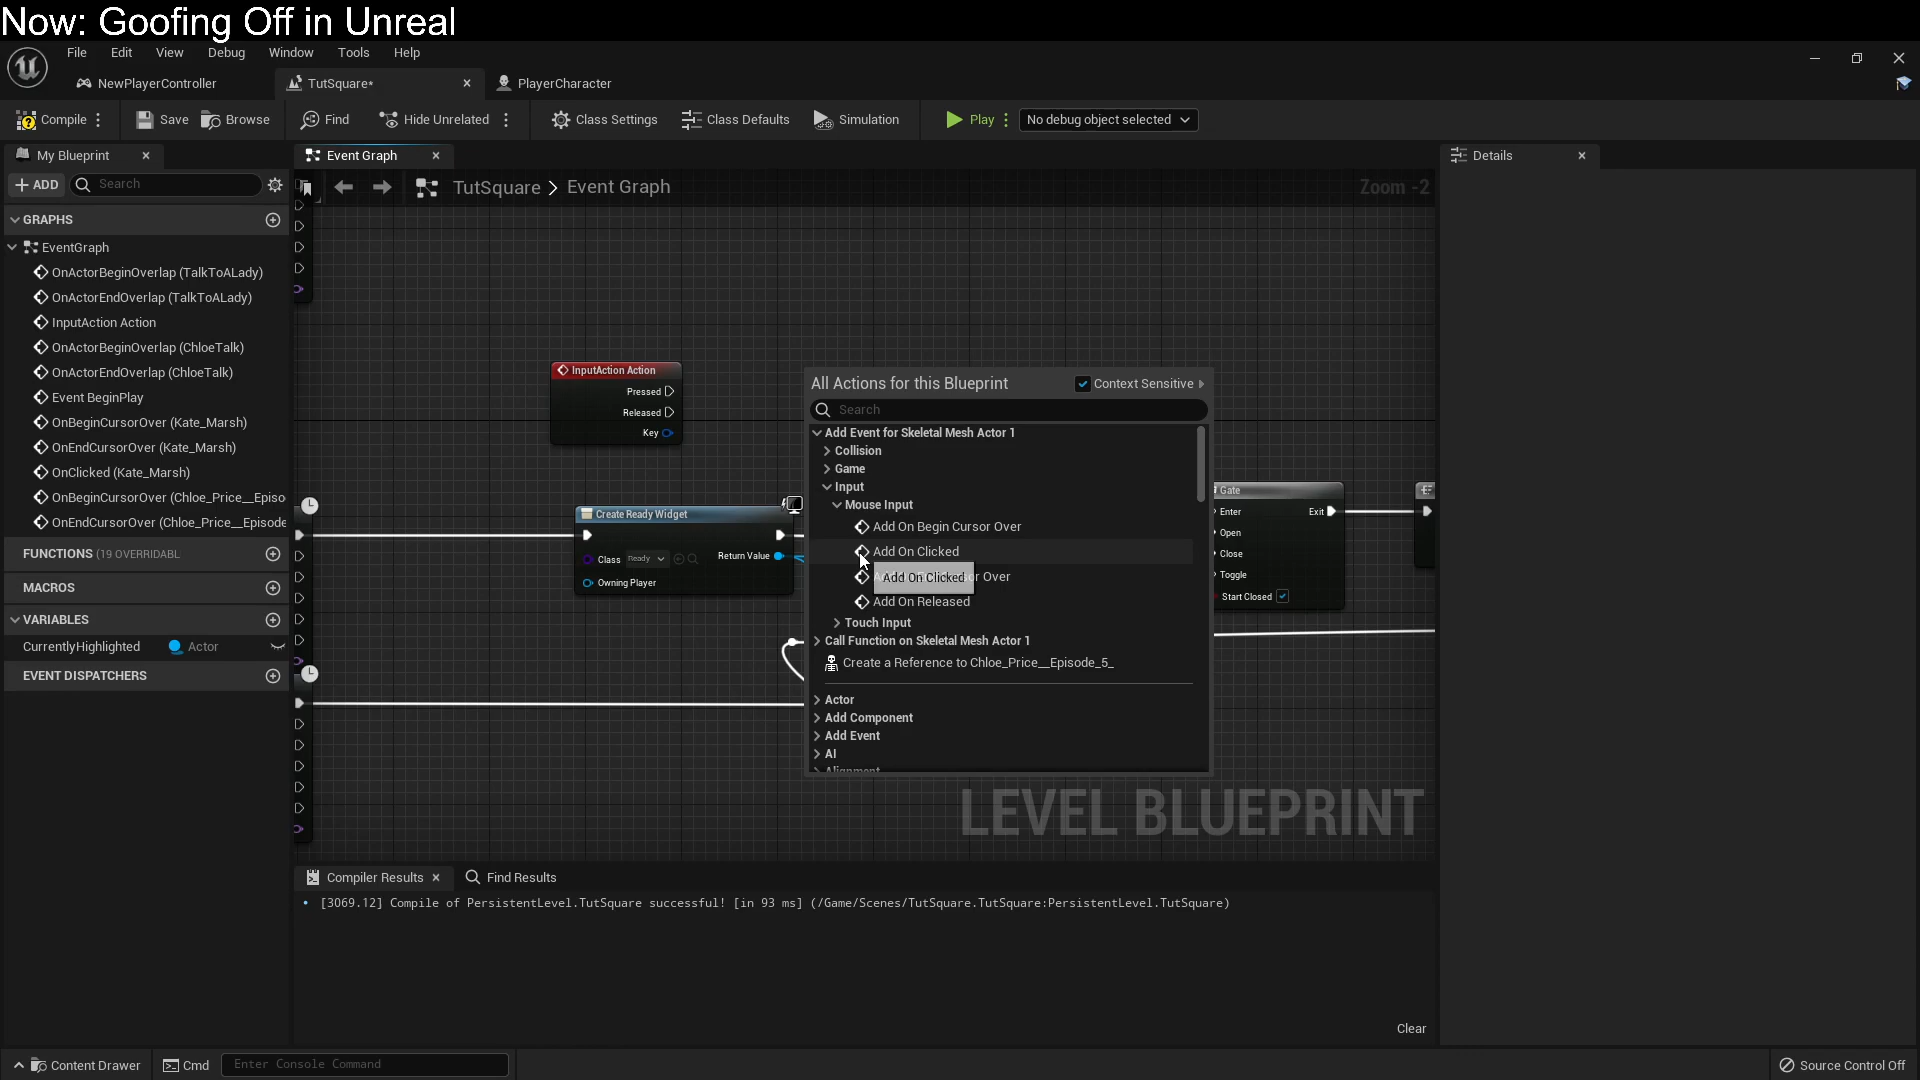 Now: Goofing Off in Unreal
File Edit View Debug Window Tools Help
NewPlayerController TutSquare* PlayerCharacter
Compile Save Browse Find Hide Unrelated Class Settings Class Defaults Simulation Play No debug object selected
My Blueprint Event Graph Details
ADD Search TutSquare > Event Graph Zoom -2
GRAPHS
EventGraph
OnActorBeginOverlap (TalkToALady)
OnActorEndOverlap (TalkToALady)
InputAction Action
OnActorBeginOverlap (ChloeTalk)
OnActorEndOverlap (ChloeTalk)
Event BeginPlay
OnBeginCursorOver (Kate_Marsh)
OnEndCursorOver (Kate_Marsh)
OnClicked (Kate_Marsh)
OnBeginCursorOver (Chloe_Price__Episo
OnEndCursorOver (Chloe_Price__Episode
FUNCTIONS (19 OVERRIDABL
MACROS
VARIABLES
CurrentlyHighlighted Actor
EVENT DISPATCHERS
InputAction Action
Pressed
Released
Key
Create Ready Widget
Class Ready Return Value
Owning Player
All Actions for this Blueprint Context Sensitive
Search
Add Event for Skeletal Mesh Actor 1
Collision
Game
Input
Mouse Input
Add On Begin Cursor Over
Add On Clicked
Add On Clicked
or Over
Add On Released
Touch Input
Call Function on Skeletal Mesh Actor 1
Create a Reference to Chloe_Price__Episode_5_
Actor
Add Component
Add Event
AI
Alignment
Gate
Enter Exit
Open
Close
Toggle
Start Closed
LEVEL BLUEPRINT
Compiler Results Find Results
[3069.12] Compile of PersistentLevel.TutSquare successful! [in 93 ms] (/Game/Scenes/TutSquare.TutSquare:PersistentLevel.TutSquare)
Clear
Content Drawer Cmd Enter Console Command Source Control Off